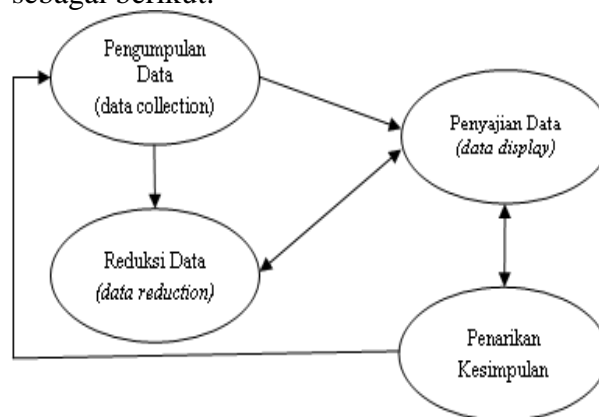 sebagai berikut.
Pengumpulan
Data
(data collection)
Penyajian Data
(data display)
Reduksi Data
(data reduction)
Penarikan
Kesimpulan